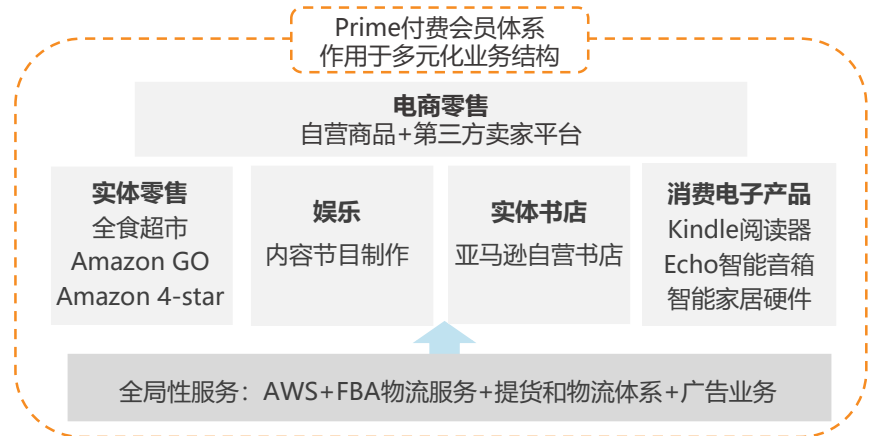 Prime付费会员体系
作用于多元化业务结构
电商零售
自营商品+第三方卖家平台
实体零售
全食超市
Amazon GO
Amazon 4-star
娱乐
内容节目制作
实体书店
亚马逊自营书店
消费电子产品
Kindle阅读器
Echo智能音箱
智能家居硬件
全局性服务：AWS+FBA物流服务+提货和物流体系+广告业务